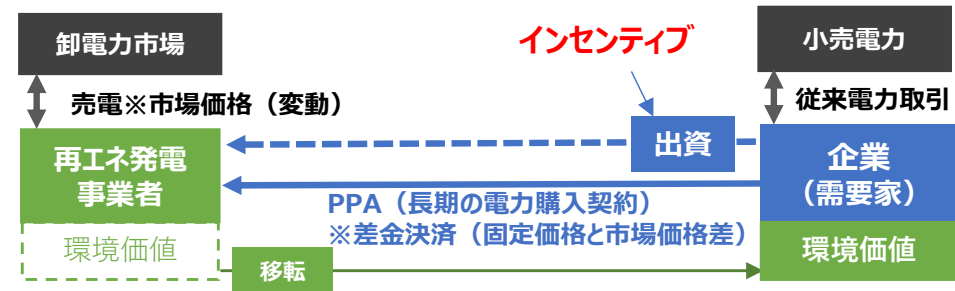 卸電力市場
インセンティブ
小売電力
売電※市場価格（変動）
従来電力取引
再エネ発電
事業者
出資
企業
（需要家）
PPA（長期の電力購入契約）
※差金決済（固定価格と市場価格差）
環境価値
移転
環境価値